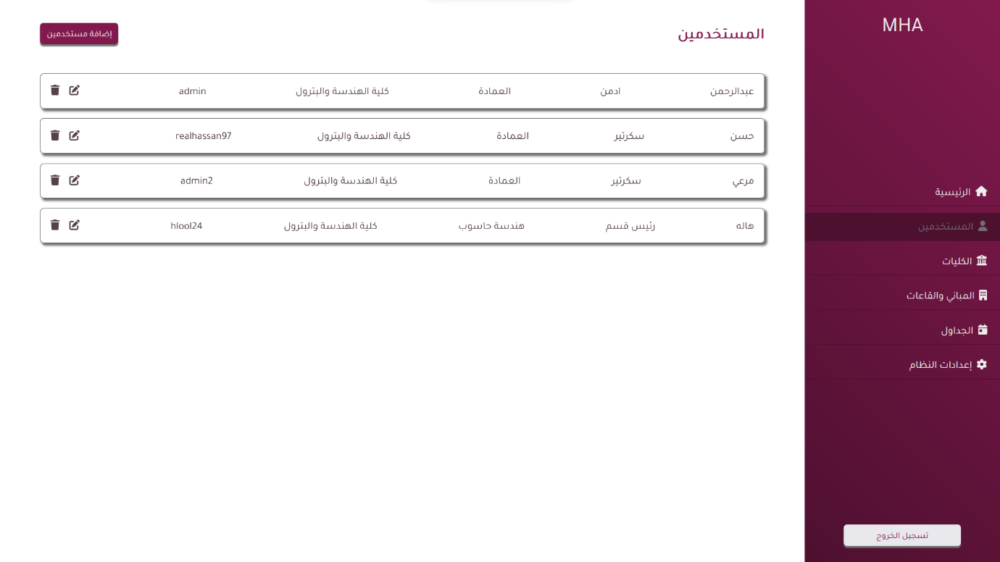 MHA
الرئيسية
المستخدمين
الكليات
المباني والقاعات
الجداول
إعدادات النظام
تسجيل الخروج
المستخدمين
إضافة مستخدمين
عبدالرحمن ادمن العمادة كلية الهندسة والبترول admin
حسن سكرتير العمادة كلية الهندسة والبترول realhassan97
مرعي سكرتير العمادة كلية الهندسة والبترول admin2
هاله رئيس قسم هندسة حاسوب كلية الهندسة والبترول hlool24